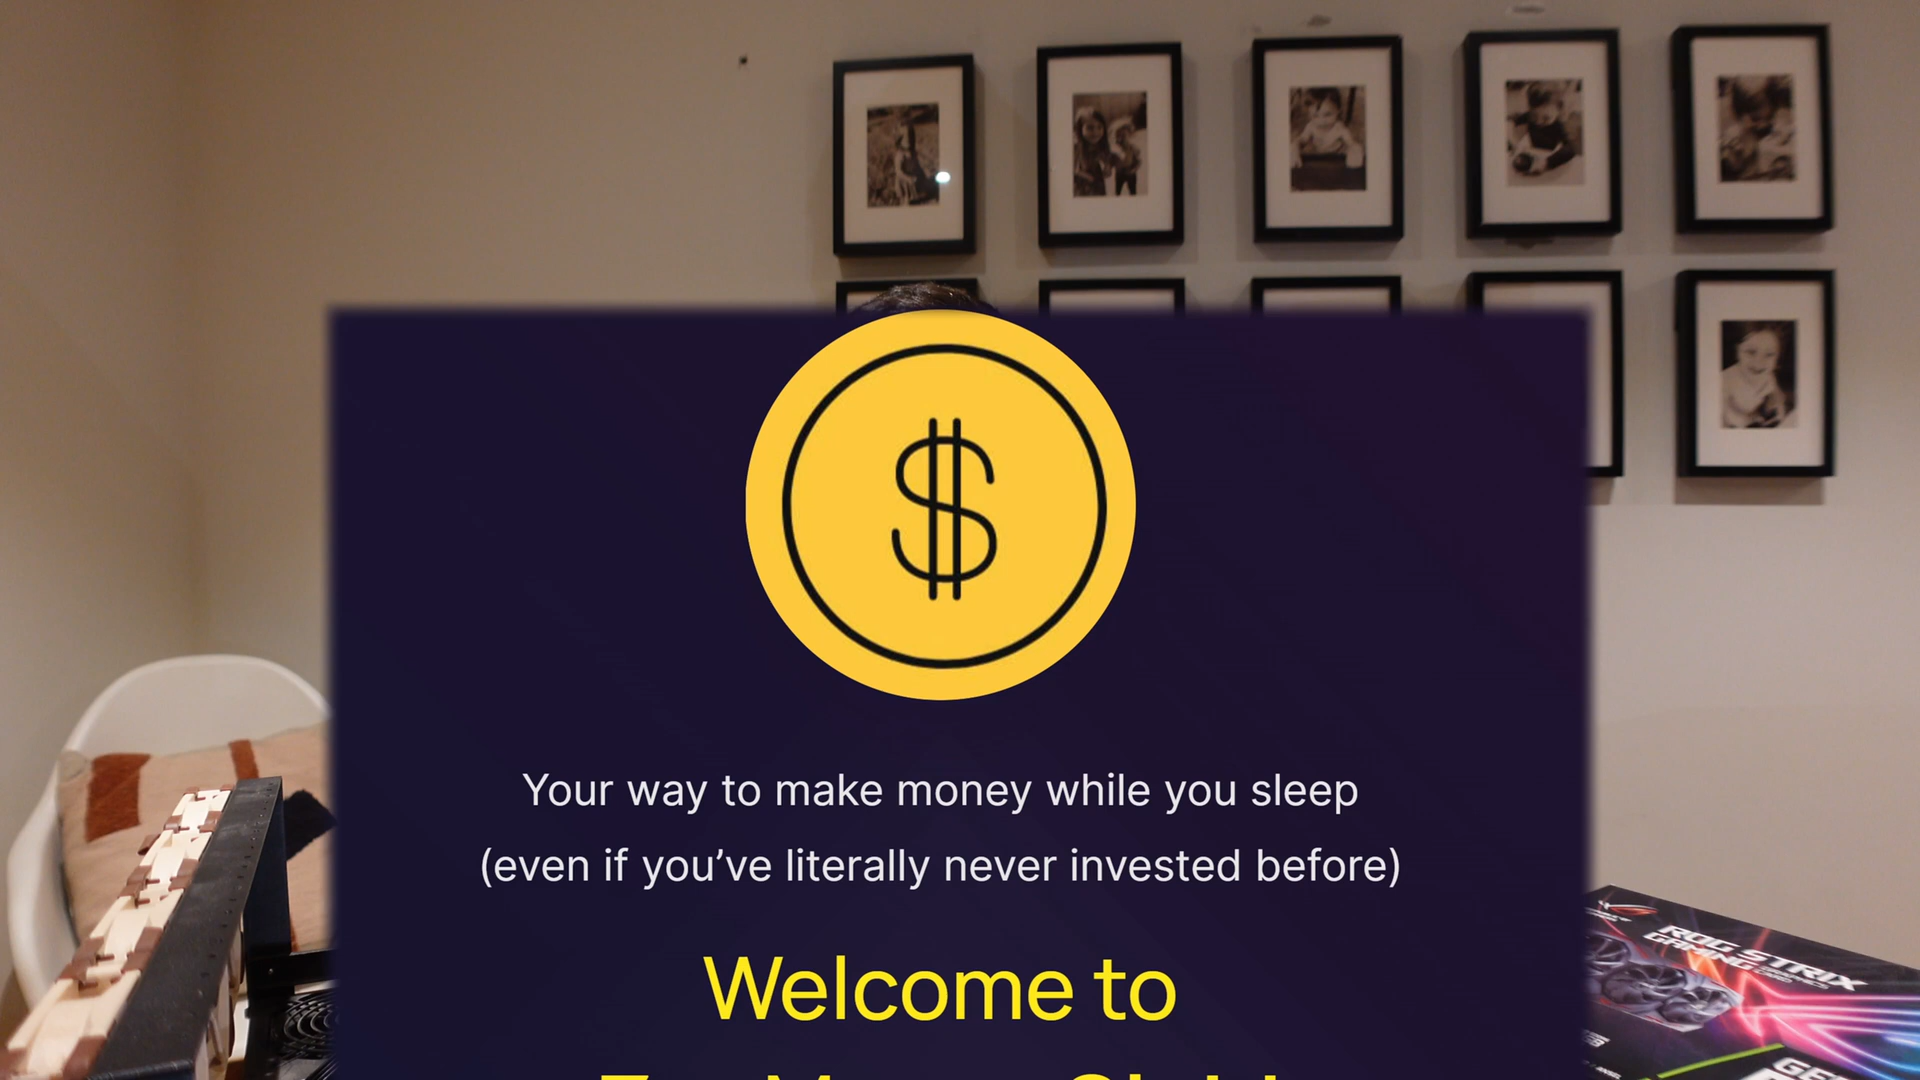 $
Your way to make money while you sleep
(even if you’ve literally never invested before)
Welcome to
ROG STRIX
GAMING